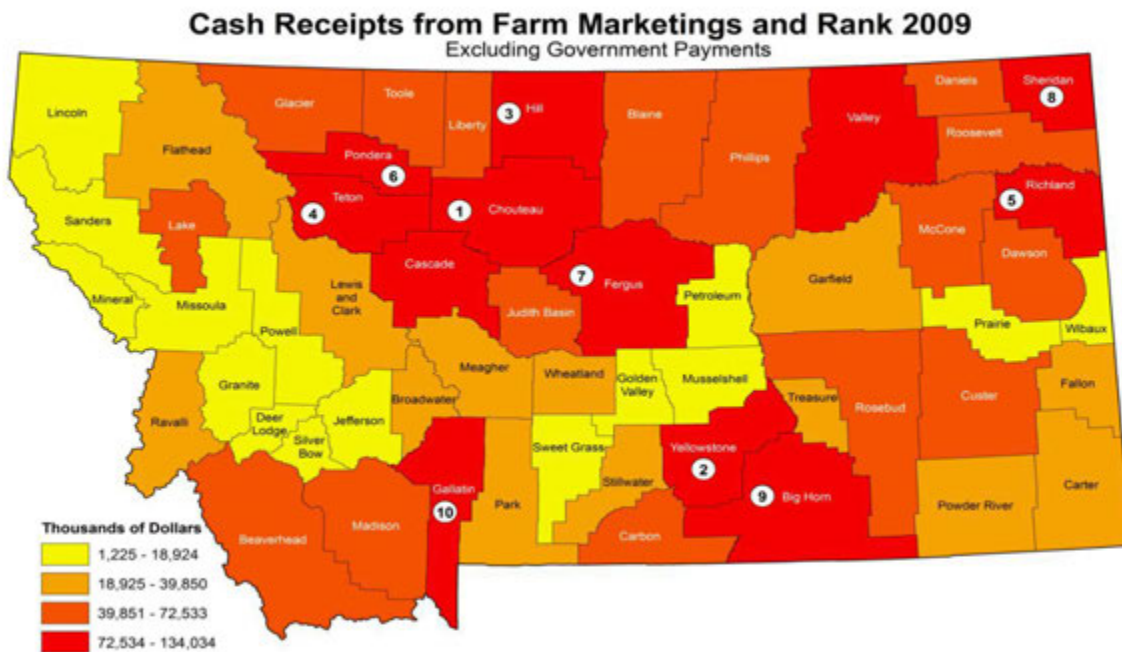 Cash Receipts from Farm Marketings and Rank 2009
Excluding Government Payments
Lincoln
Flathead
Glacier
Toole
Liberty
3 Hill
Blaine
Phillips
Valley
Daniels
Sheridan
8
Roosevelt
Sanders
Lake
Pondera
6
Teton
4
1 Chouteau
Richland
5
McCone
Dawson
Mineral
Missoula
Powell
Lewis
and
Clark
Cascade
7 Fergus
Judith Basin
Petroleum
Garfield
Prairie
Wibaux
Granite
Ravalli
Deer
Lodge
Silver
Bow
Jefferson
Broadwater
Meagher
Wheatland
Golden
Valley
Musselshell
Treasure
Rosebud
Custer
Fallon
Gallatin
10
Park
Sweet Grass
Stillwater
Yellowstone
2
9 Big Horn
Carbon
Powder River
Carter
Beaverhead
Madison
Thousands of Dollars
1,225 - 18,924
18,925 - 39,850
39,851 - 72,533
72,534 - 134,034